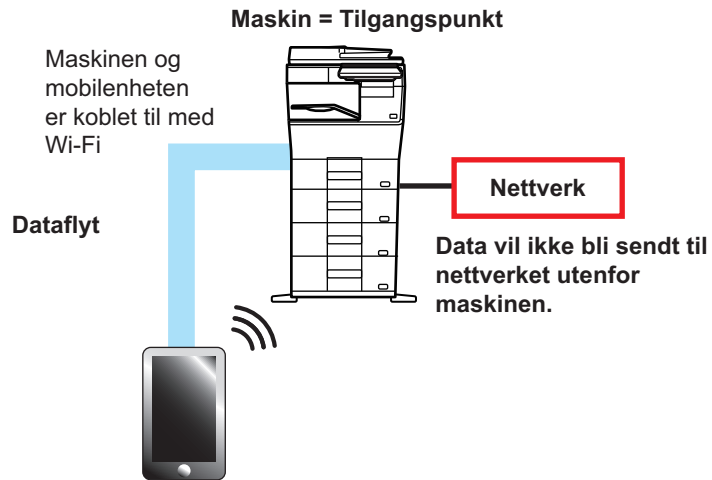 Maskin = Tilgangspunkt
Maskinen og
mobilenheten
er koblet til med
Wi-Fi
Dataflyt
Nettverk
Data vil ikke bli sendt til
nettverket utenfor
maskinen.